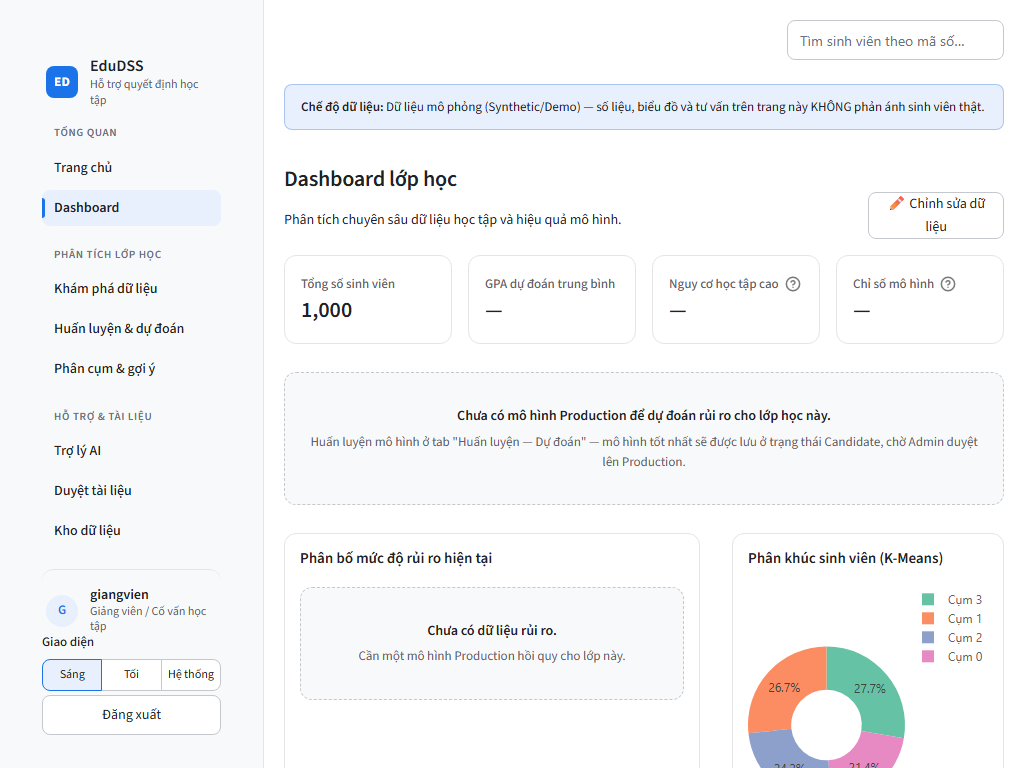 ED
EduDSS
Hỗ trợ quyết định học
tập
TỔNG QUAN
Trang chủ
Dashboard
PHÂN TÍCH LỚP HỌC
Khám phá dữ liệu
Huấn luyện & dự đoán
Phân cụm & gợi ý
HỖ TRỢ & TÀI LIỆU
Trợ lý AI
Duyệt tài liệu
Kho dữ liệu
G
giangvien
Giảng viên / Cố vấn học
tập
Giao diện
Sáng
Tối
Hệ thống
Đăng xuất
Tìm sinh viên theo mã số...
Chế độ dữ liệu: Dữ liệu mô phỏng (Synthetic/Demo) — số liệu, biểu đồ và tư vấn trên trang này KHÔNG phản ánh sinh viên thật.
Dashboard lớp học
Phân tích chuyên sâu dữ liệu học tập và hiệu quả mô hình.
Chỉnh sửa dữ
liệu
Tổng số sinh viên
1,000
GPA dự đoán trung bình
—
Nguy cơ học tập cao ?
—
Chỉ số mô hình ?
—
Chưa có mô hình Production để dự đoán rủi ro cho lớp học này.
Huấn luyện mô hình ở tab "Huấn luyện — Dự đoán" — mô hình tốt nhất sẽ được lưu ở trạng thái Candidate, chờ Admin duyệt
lên Production.
Phân bố mức độ rủi ro hiện tại
Chưa có dữ liệu rủi ro.
Cần một mô hình Production hồi quy cho lớp này.
Phân khúc sinh viên (K-Means)
Cụm 3
Cụm 1
Cụm 2
Cụm 0
26.7%
27.7%
24.2%
21.4%